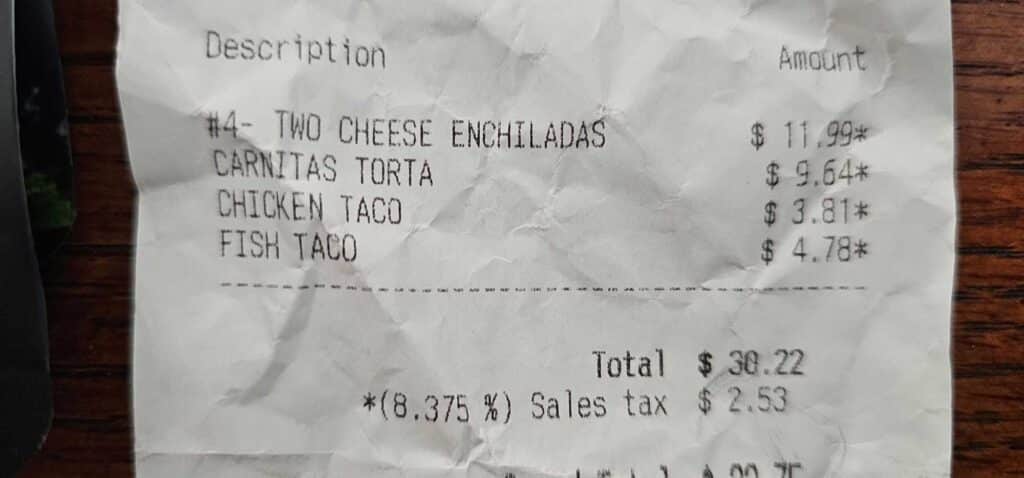 Description Amount
#4- TWO CHEESE ENCHILADAS $ 11.99*
CARNITAS TORTA $ 9.64*
CHICKEN TACO $ 3.81*
FISH TACO $ 4.78*
Total $ 30.22
*(8.375 %) Sales tax $ 2.53